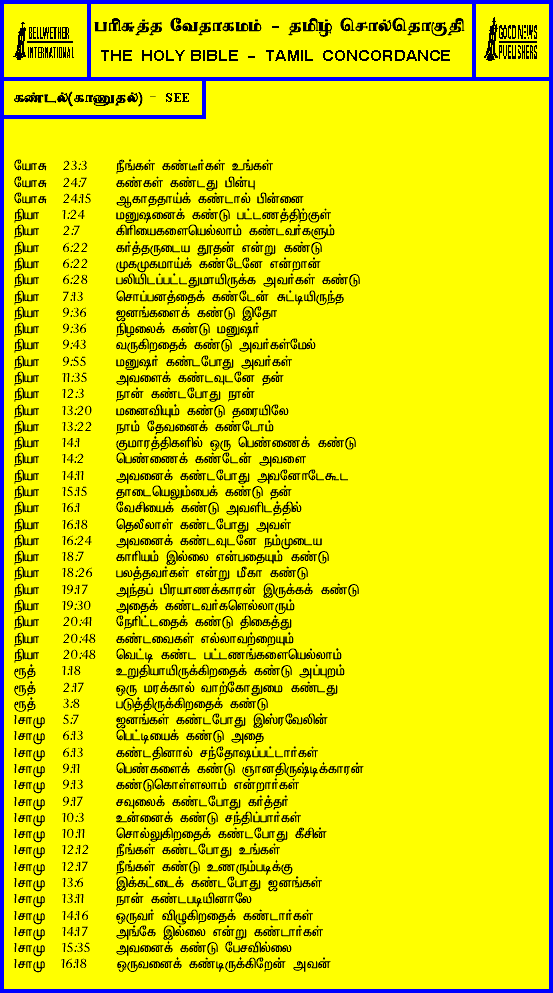 BELLWETHER
INTERNATIONAL
பரிசுத்த வேதாகமம் - தமிழ் சொல்தொகுதி
THE HOLY BIBLE - TAMIL CONCORDANCE
GOOD NEWS
PUBLISHERS
கண்டல்(காணுதல்) - SEE
யோசு 23:3 நீங்கள் கண்டீர்கள் உங்கள்
யோசு 24:7 கண்கள் கண்டது பின்பு
யோசு 24:15 ஆகாததாய்க் கண்டால் பின்னை
நியா 1:24 மனுஷனைக் கண்டு பட்டணத்திற்குள்
நியா 2:7 கிரியைகளையெல்லாம் கண்டவர்களும்
நியா 6:22 கர்த்தருடைய தூதன் என்று கண்டு
நியா 6:22 முகமுகமாய்க் கண்டேனே என்றான்
நியா 6:28 பலியிடப்பட்டதுமாயிருக்க அவர்கள் கண்டு
நியா 7:13 சொப்பனத்தைக் கண்டேன் சுட்டியிருந்த
நியா 9:36 ஜனங்களைக் கண்டு இதோ
நியா 9:36 நிழலைக் கண்டு மனுஷர்
நியா 9:43 வருகிறதைக் கண்டு அவர்கள்மேல்
நியா 9:55 மனுஷர் கண்டபோது அவர்கள்
நியா 11:35 அவளைக் கண்டவுடனே தன்
நியா 12:3 நான் கண்டபோது நான்
நியா 13:20 மனைவியும் கண்டு தரையிலே
நியா 13:22 நாம் தேவனைக் கண்டோம்
நியா 14:1 குமாரத்திகளில் ஒரு பெண்ணைக் கண்டு
நியா 14:2 பெண்ணைக் கண்டேன் அவளை
நியா 14:11 அவனைக் கண்டபோது அவனோடேகூட
நியா 15:15 தாடையெலும்பைக் கண்டு தன்
நியா 16:1 வேசியைக் கண்டு அவளிடத்தில்
நியா 16:18 தெலீலாள் கண்டபோது அவள்
நியா 16:24 அவனைக் கண்டவுடனே நம்முடைய
நியா 18:7 காரியம் இல்லை என்பதையும் கண்டு
நியா 18:26 பலத்தவர்கள் என்று மீகா கண்டு
நியா 19:17 அந்தப் பிரயாணக்காரன் இருக்கக் கண்டு
நியா 19:30 அதைக் கண்டவர்களெல்லாரும்
நியா 20:41 நேரிட்டதைக் கண்டு திகைத்து
நியா 20:48 கண்டவைகள் எல்லாவற்றையும்
நியா 20:48 வெட்டி கண்ட பட்டணங்களையெல்லாம்
ரூத் 1:18 உறுதியாயிருக்கிறதைக் கண்டு அப்புறம்
ரூத் 2:17 ஒரு மரக்கால் வாற்கோதுமை கண்டது
ரூத் 3:8 படுத்திருக்கிறதைக் கண்டு
1சாமு 5:7 ஜனங்கள் கண்டபோது இஸ்ரவேலின்
1சாமு 6:13 பெட்டியைக் கண்டு அதை
1சாமு 6:13 கண்டதினால் சந்தோஷப்பட்டார்கள்
1சாமு 9:11 பெண்களைக் கண்டு ஞானதிருஷ்டிக்காரன்
1சாமு 9:13 கண்டுகொள்ளலாம் என்றார்கள்
1சாமு 9:17 சவுலைக் கண்டபோது கர்த்தர்
1சாமு 10:3 உன்னைக் கண்டு சந்திப்பார்கள்
1சாமு 10:11 சொல்லுகிறதைக் கண்டபோது கீசின்
1சாமு 12:12 நீங்கள் கண்டபோது உங்கள்
1சாமு 12:17 நீங்கள் கண்டு உணரும்படிக்கு
1சாமு 13:6 இக்கட்டைக் கண்டபோது ஜனங்கள்
1சாமு 13:11 நான் கண்டபடியினாலே
1சாமு 14:16 ஒருவர் விழுகிறதைக் கண்டார்கள்
1சாமு 14:17 அங்கே இல்லை என்று கண்டார்கள்
1சாமு 15:35 அவனைக் கண்டு பேசவில்லை
1சாமு 16:18 ஒருவனைக் கண்டிருக்கிறேன் அவன்